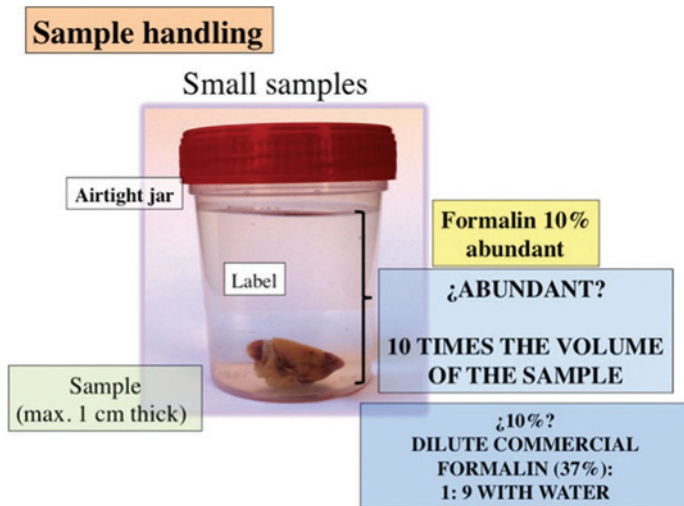 Sample handling
Small samples
Airtight jar
Label
Formalin 10%
abundant
¿ABUNDANT?
10 TIMES THE VOLUME
OF THE SAMPLE
Sample
(max. 1 cm thick)
¿10%?
DILUTE COMMERCIAL
FORMALIN (37%):
1: 9 WITH WATER